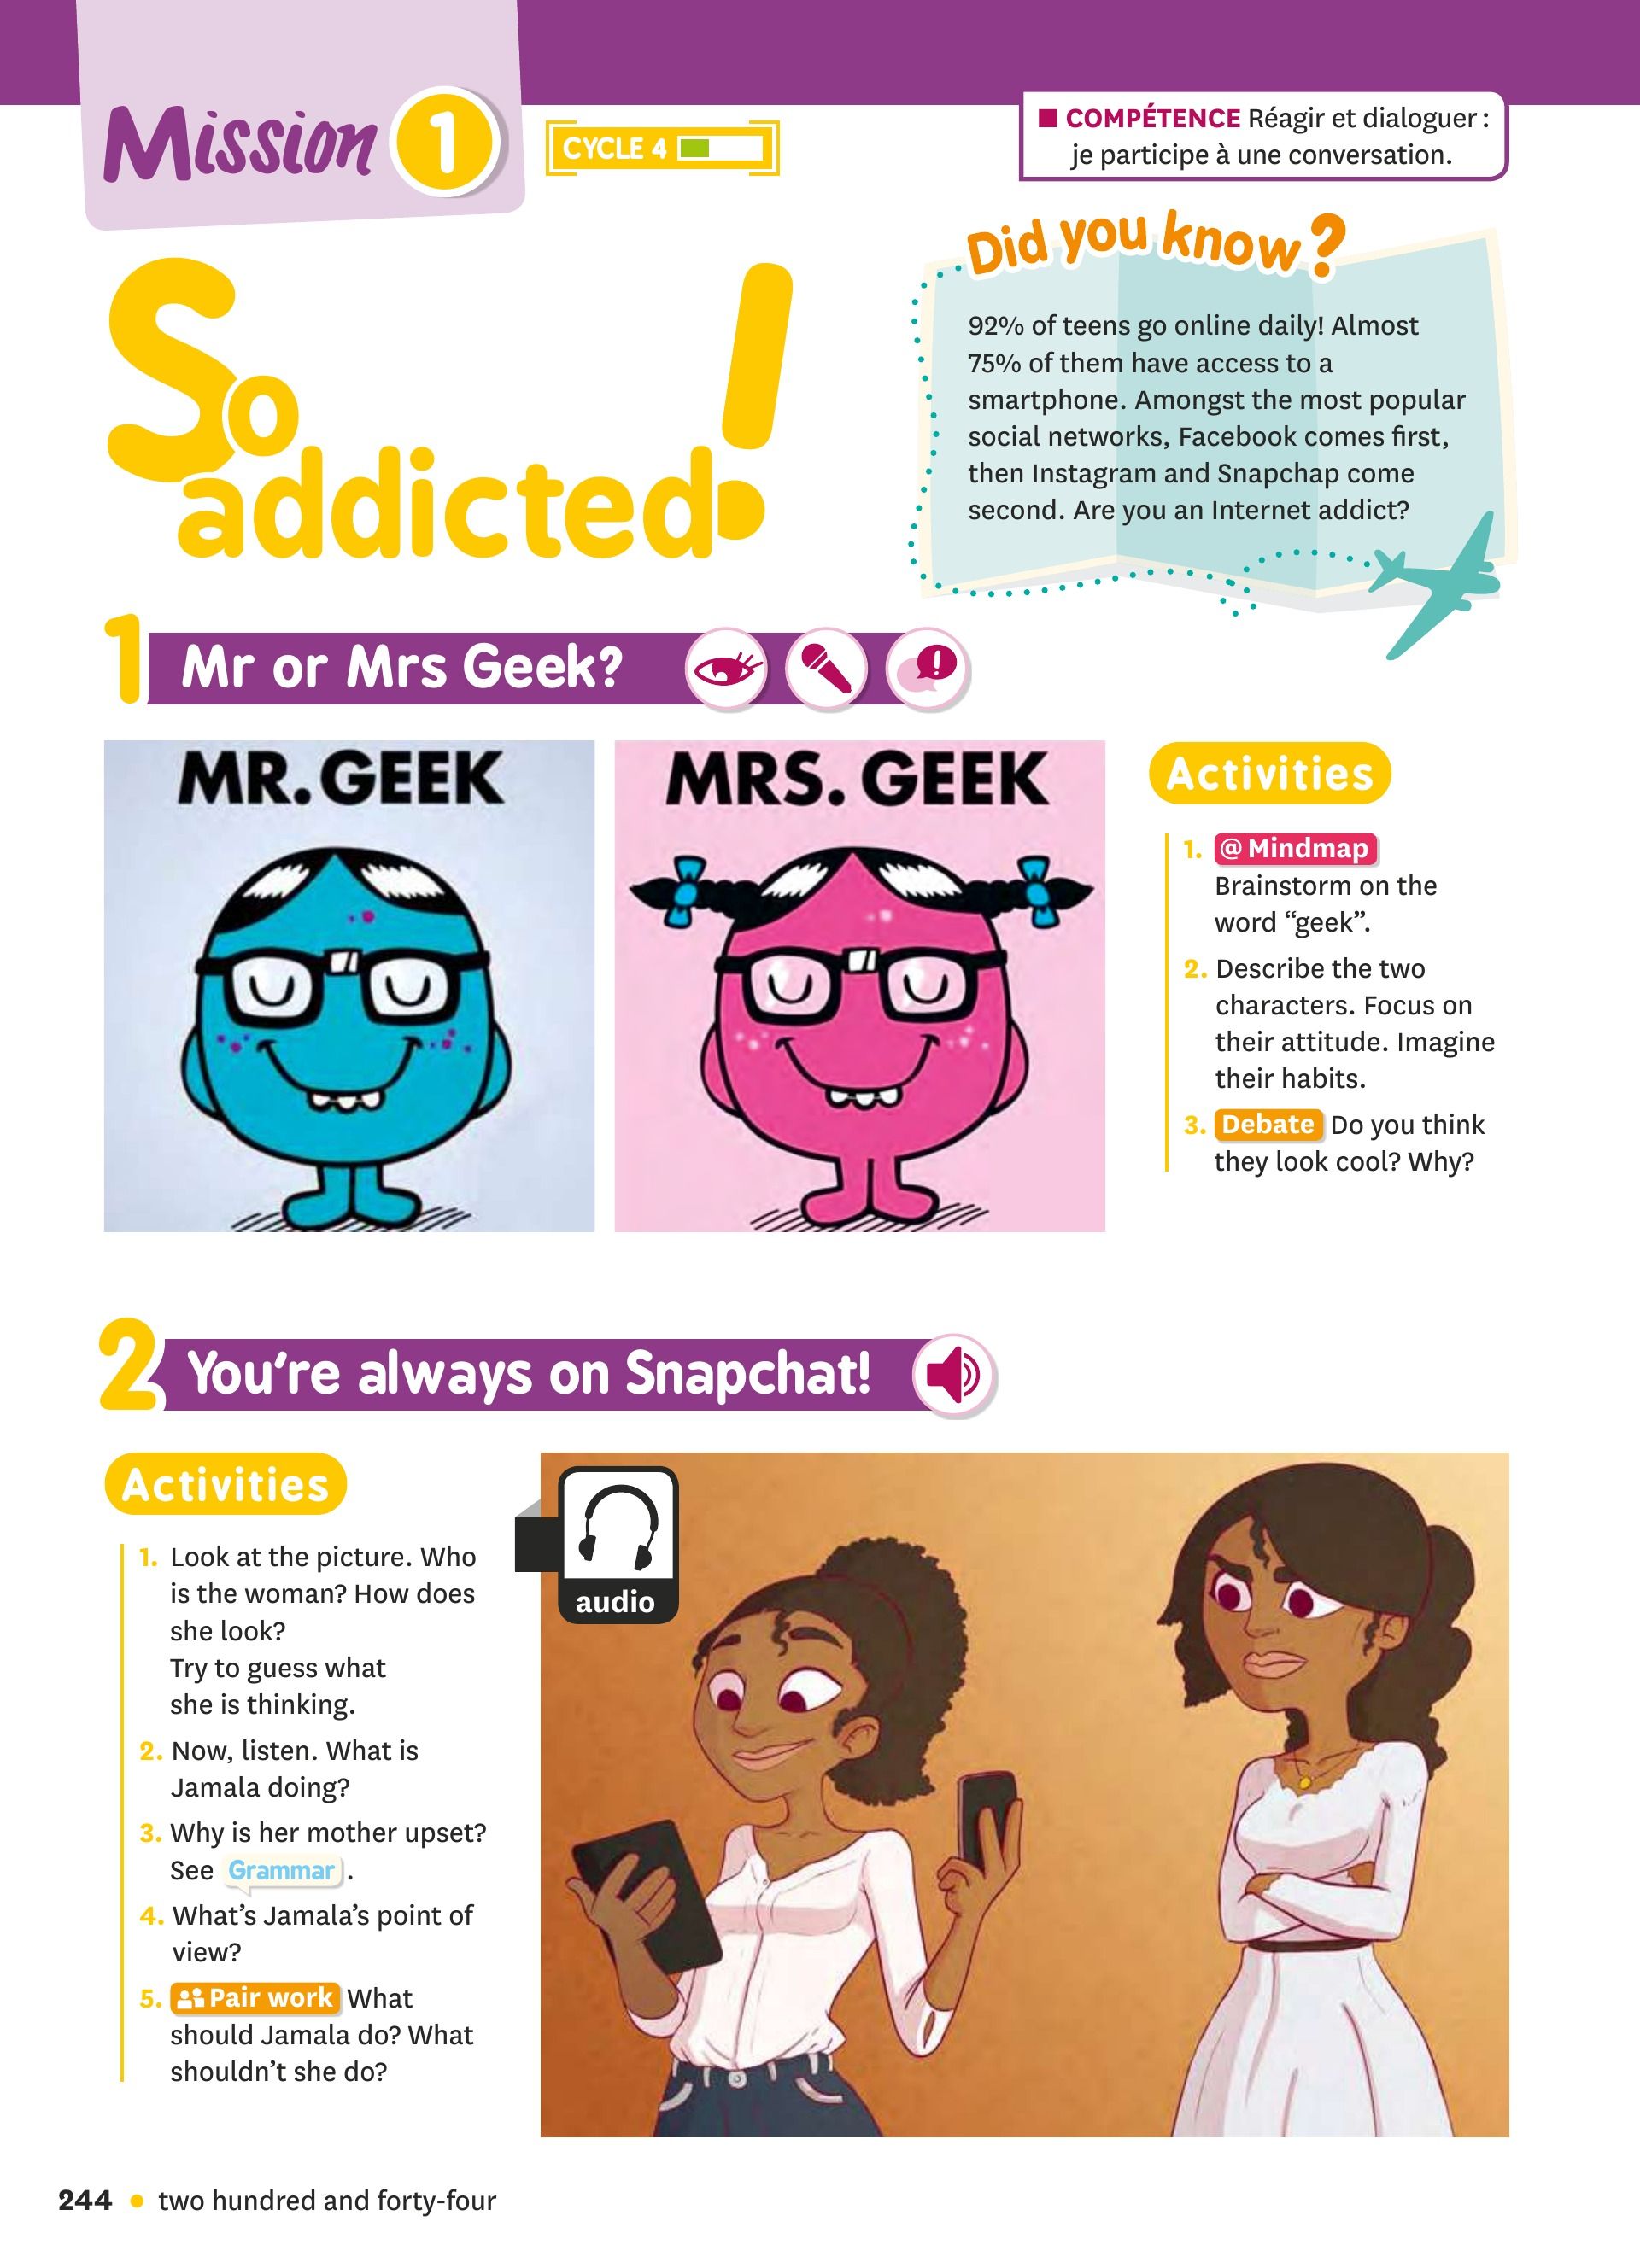 Mission 1
CYCLE 4
■ COMPÉTENCE Réagir et dialoguer :
je participe à une conversation.
So
addicted!
Did you know?
92% of teens go online daily! Almost
75% of them have access to a
smartphone. Amongst the most popular
social networks, Facebook comes first,
then Instagram and Snapchap come
second. Are you an Internet addict?
1 Mr or Mrs Geek?
MR. GEEK
MRS. GEEK
Activities
1. @ Mindmap
Brainstorm on the
word “geek”.
2. Describe the two
characters. Focus on
their attitude. Imagine
their habits.
3. Debate Do you think
they look cool? Why?
2 You're always on Snapchat!
Activities
1. Look at the picture. Who
is the woman? How does
she look?
Try to guess what
she is thinking.
2. Now, listen. What is
Jamala doing?
3. Why is her mother upset?
See Grammar.
4. What’s Jamala’s point of
view?
5. Pair work What
should Jamala do? What
shouldn’t she do?
audio
244 • two hundred and forty-four